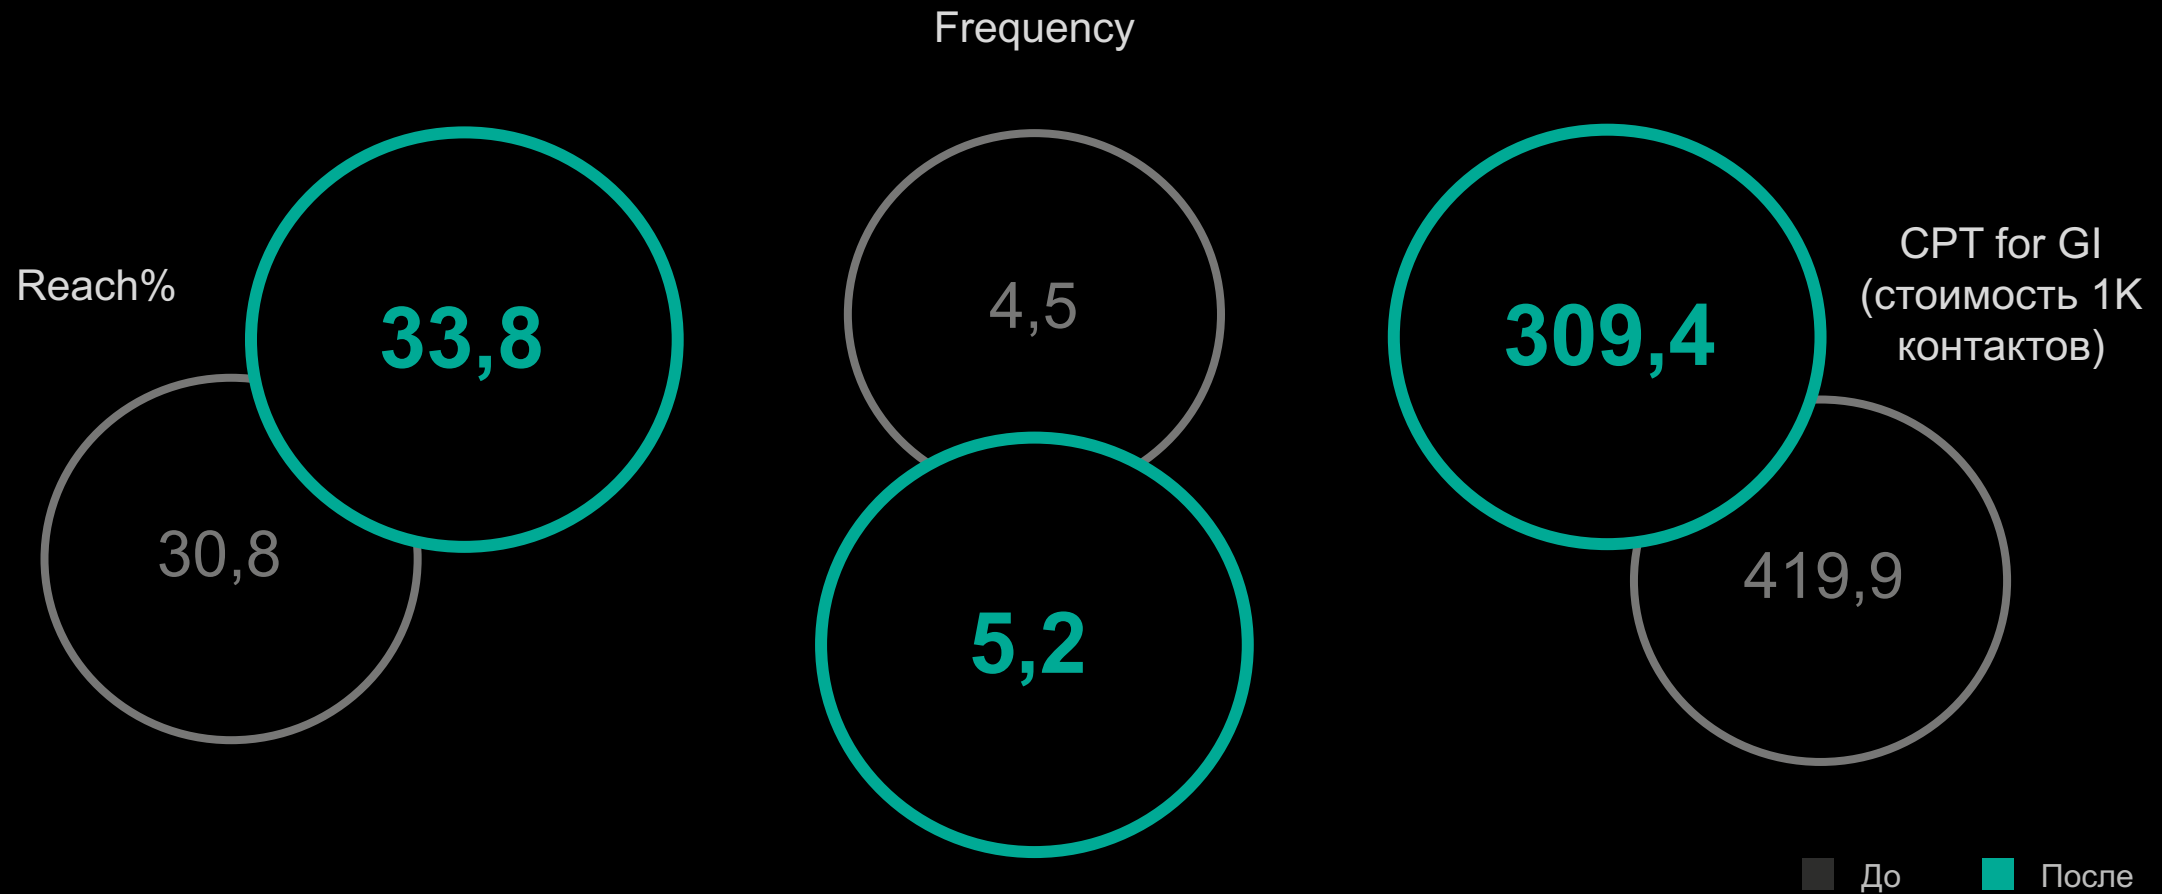 Frequency
Reach%
33,8
30,8
4,5
5,2
309,4
CPT for GI
(стоимость 1K
контактов)
419,9
До
После